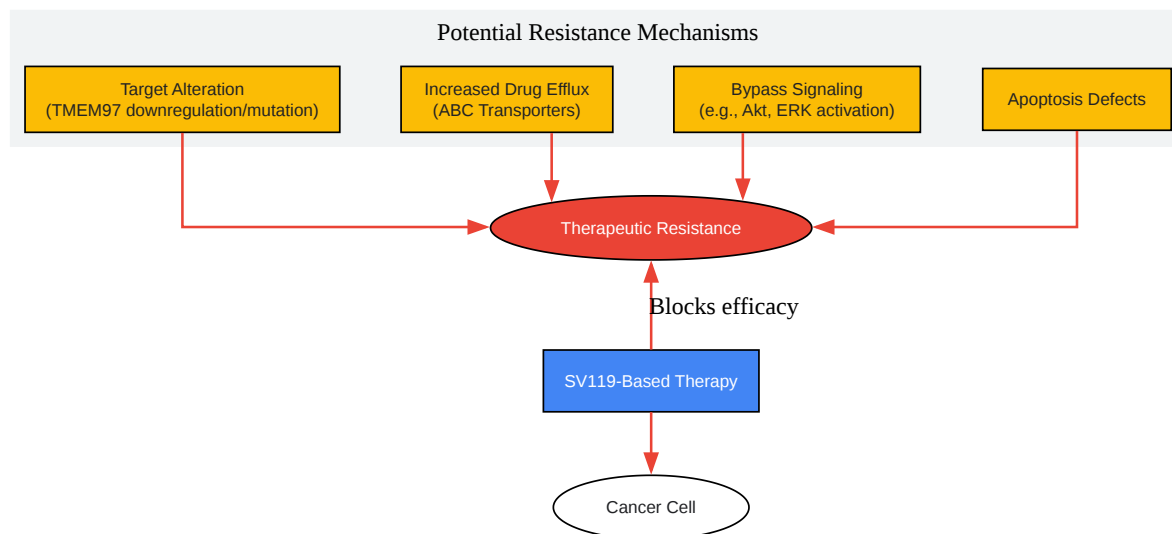 Potential Resistance Mechanisms
Target Alteration
(TMEM97 downregulation/mutation)
Increased Drug Efflux
(ABC Transporters)
Bypass Signaling
(e.g., Akt, ERK activation)
Apoptosis Defects
Therapeutic Resistance
Blocks efficacy
SV119-Based Therapy
Cancer Cell